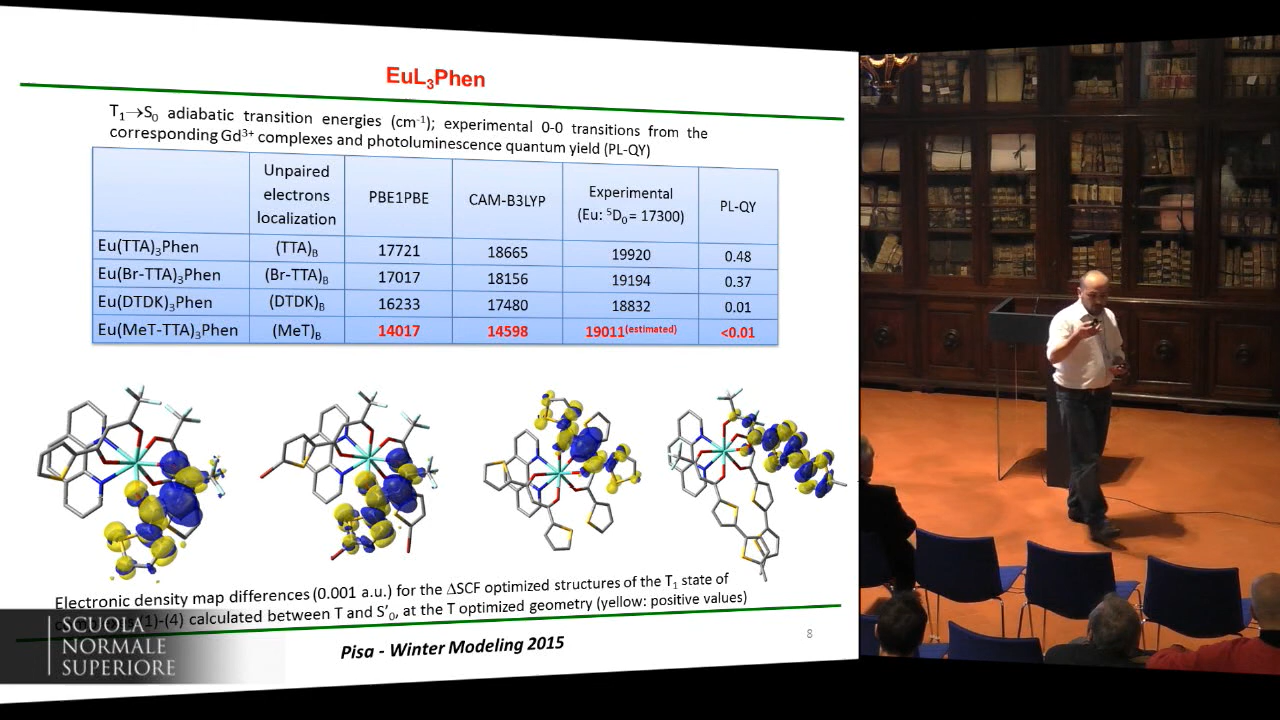 EuL₃Phen
T₁→S₀ adiabatic transition energies (cm⁻¹); experimental 0-0 transitions from the
corresponding Gd³⁺ complexes and photoluminescence quantum yield (PL-QY)
Unpaired electrons localization PBE1PBE CAM-B3LYP Experimental (Eu: ⁵D₀ = 17300) PL-QY
Eu(TTA)₃Phen (TTA)B 17721 18665 19920 0.48
Eu(Br-TTA)₃Phen (Br-TTA)B 17017 18156 19194 0.37
Eu(DTDK)₃Phen (DTDK)B 16233 17480 18832 0.01
Eu(MeT-TTA)₃Phen (MeT)B 14017 14598 19011(estimated) <0.01
Electronic density map differences (0.001 a.u.) for the ΔSCF optimized structures of the T₁ state of
(1)-(4) calculated between T and S'₀, at the T optimized geometry (yellow: positive values)
SCUOLA
NORMALE
SUPERIORE
Pisa - Winter Modeling 2015
8